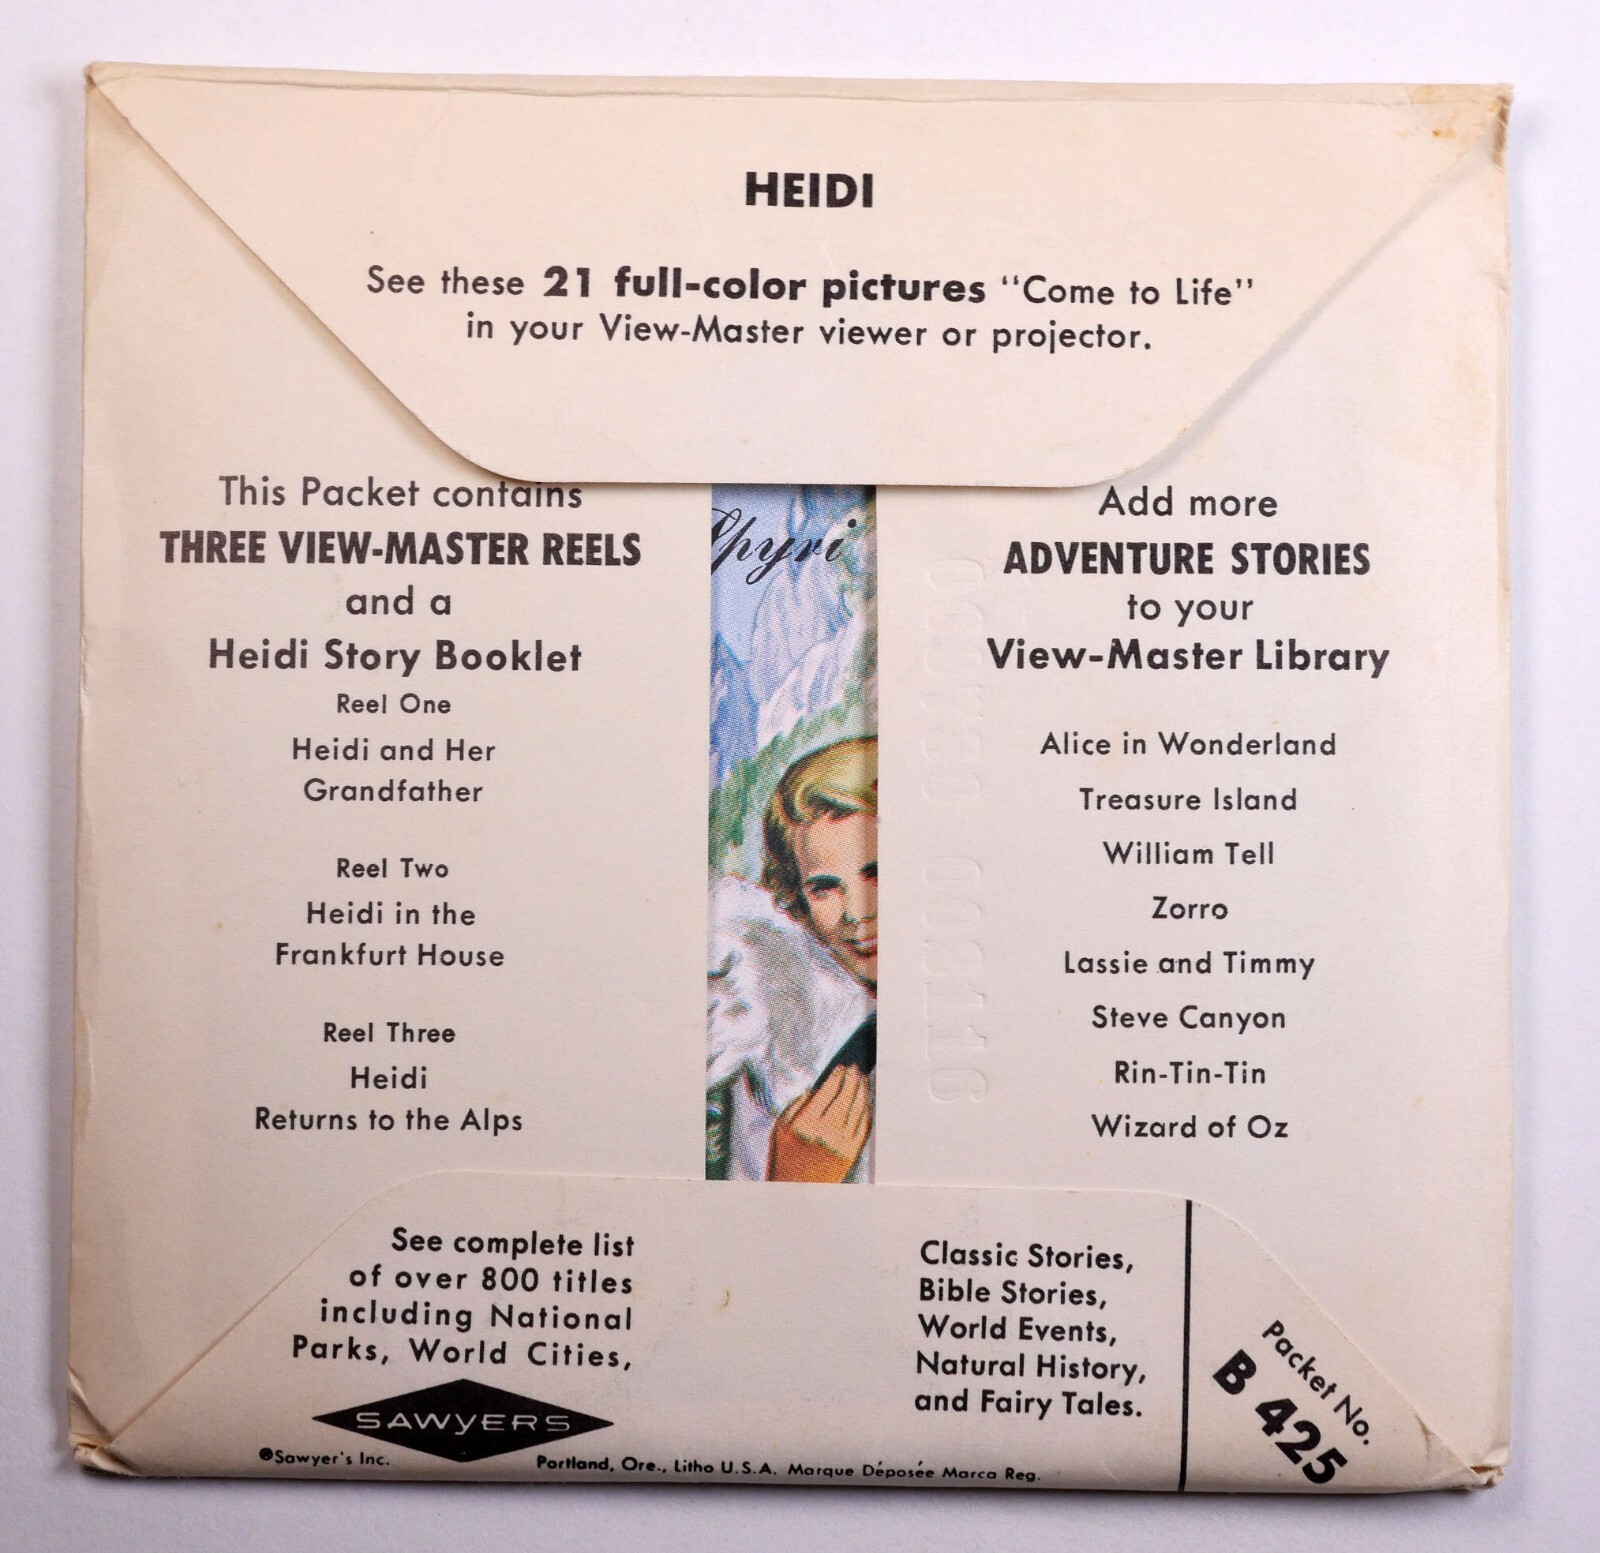 HEIDI
See these 21 full-color pictures "Come to Life"
in your View-Master viewer or projector.
This Packet contains
THREE VIEW-MASTER REELS
and a
Heidi Story Booklet
Reel One
Heidi and Her
Grandfather
Reel Two
Heidi in the
Frankfurt House
Reel Three
Heidi
Returns to the Alps
Spyri
Add more
ADVENTURE STORIES
to your
View-Master Library
Alice in Wonderland
Treasure Island
William Tell
Zorro
Lassie and Timmy
Steve Canyon
Rin-Tin-Tin
Wizard of Oz
See complete list
of over 800 titles
including National
Parks, World Cities,
Classic Stories,
Bible Stories,
World Events,
Natural History,
and Fairy Tales.
SAWYER'S
®Sawyer's Inc.
Portland, Ore., Litho U.S.A. Marque Déposée Marca Reg.
Packet No.
B 425